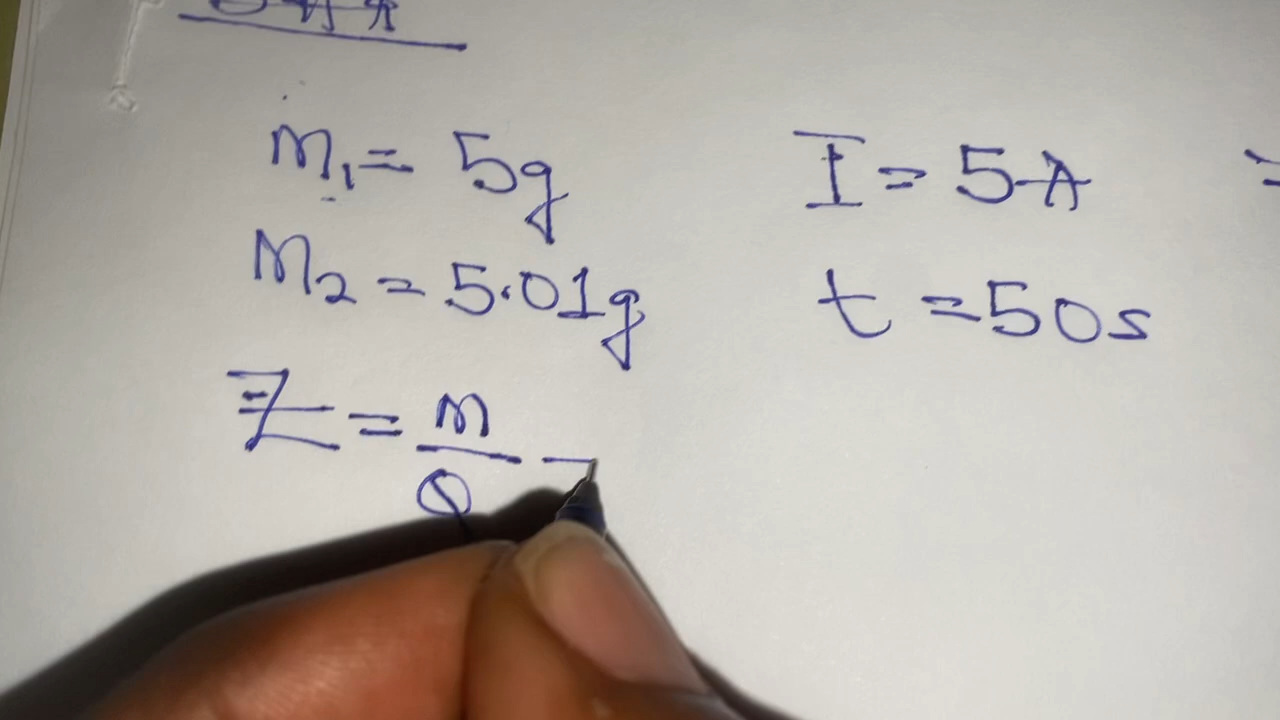 m₁ = 5g
m₂ = 5.01g
I = 5A
t = 50s
Z = m/Q